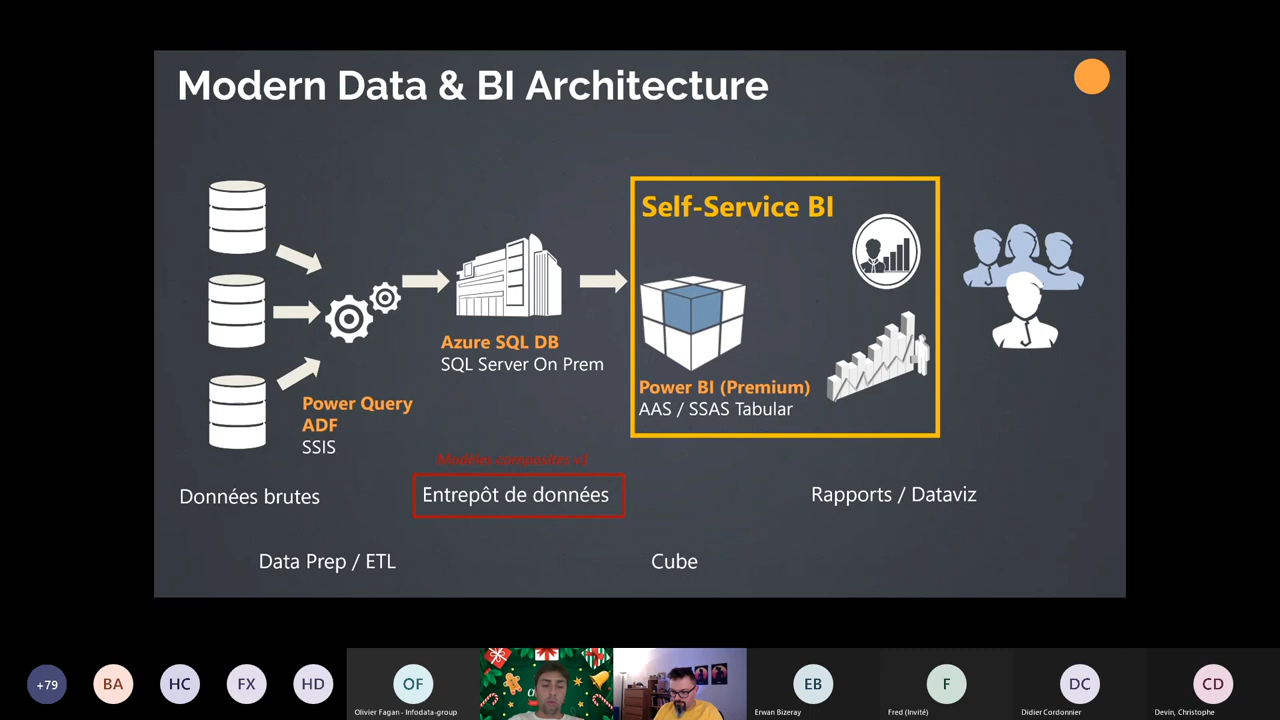 Modern Data & BI Architecture
Self-Service BI
Azure SQL DB
SQL Server On Prem
Power BI (Premium)
AAS / SSAS Tabular
Power Query
ADF
SSIS
Modèles composites v1
Données brutes
Entrepôt de données
Rapports / Dataviz
Data Prep / ETL
Cube
+79
BA
HC
FX
HD
OF
EB
F
DC
CD
Olivier Fagan - Infodata-group
Erwan Bizeray
Fred (Invité)
Didier Cordonnier
Devin, Christophe